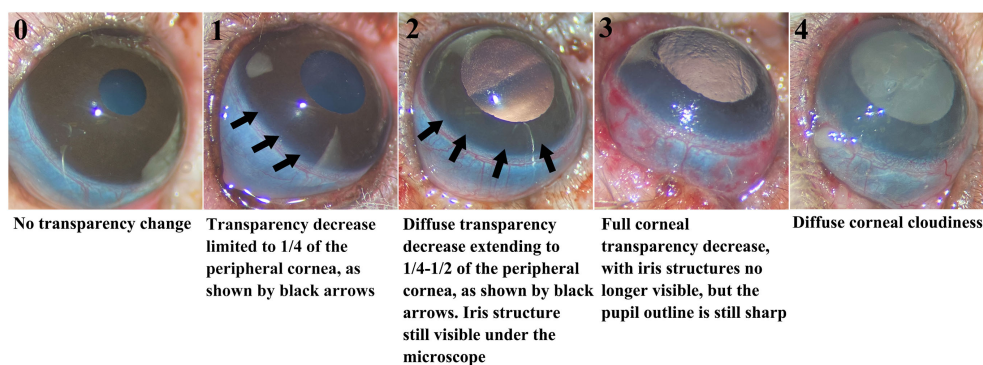 0
1
2
3
4
No transparency change
Transparency decrease
limited to 1/4 of the
peripheral cornea, as
shown by black arrows
Diffuse transparency
decrease extending to
1/4-1/2 of the peripheral
cornea, as shown by black
arrows. Iris structure
still visible under the
microscope
Full corneal
transparency decrease,
with iris structures no
longer visible, but the
pupil outline is still sharp
Diffuse corneal cloudiness